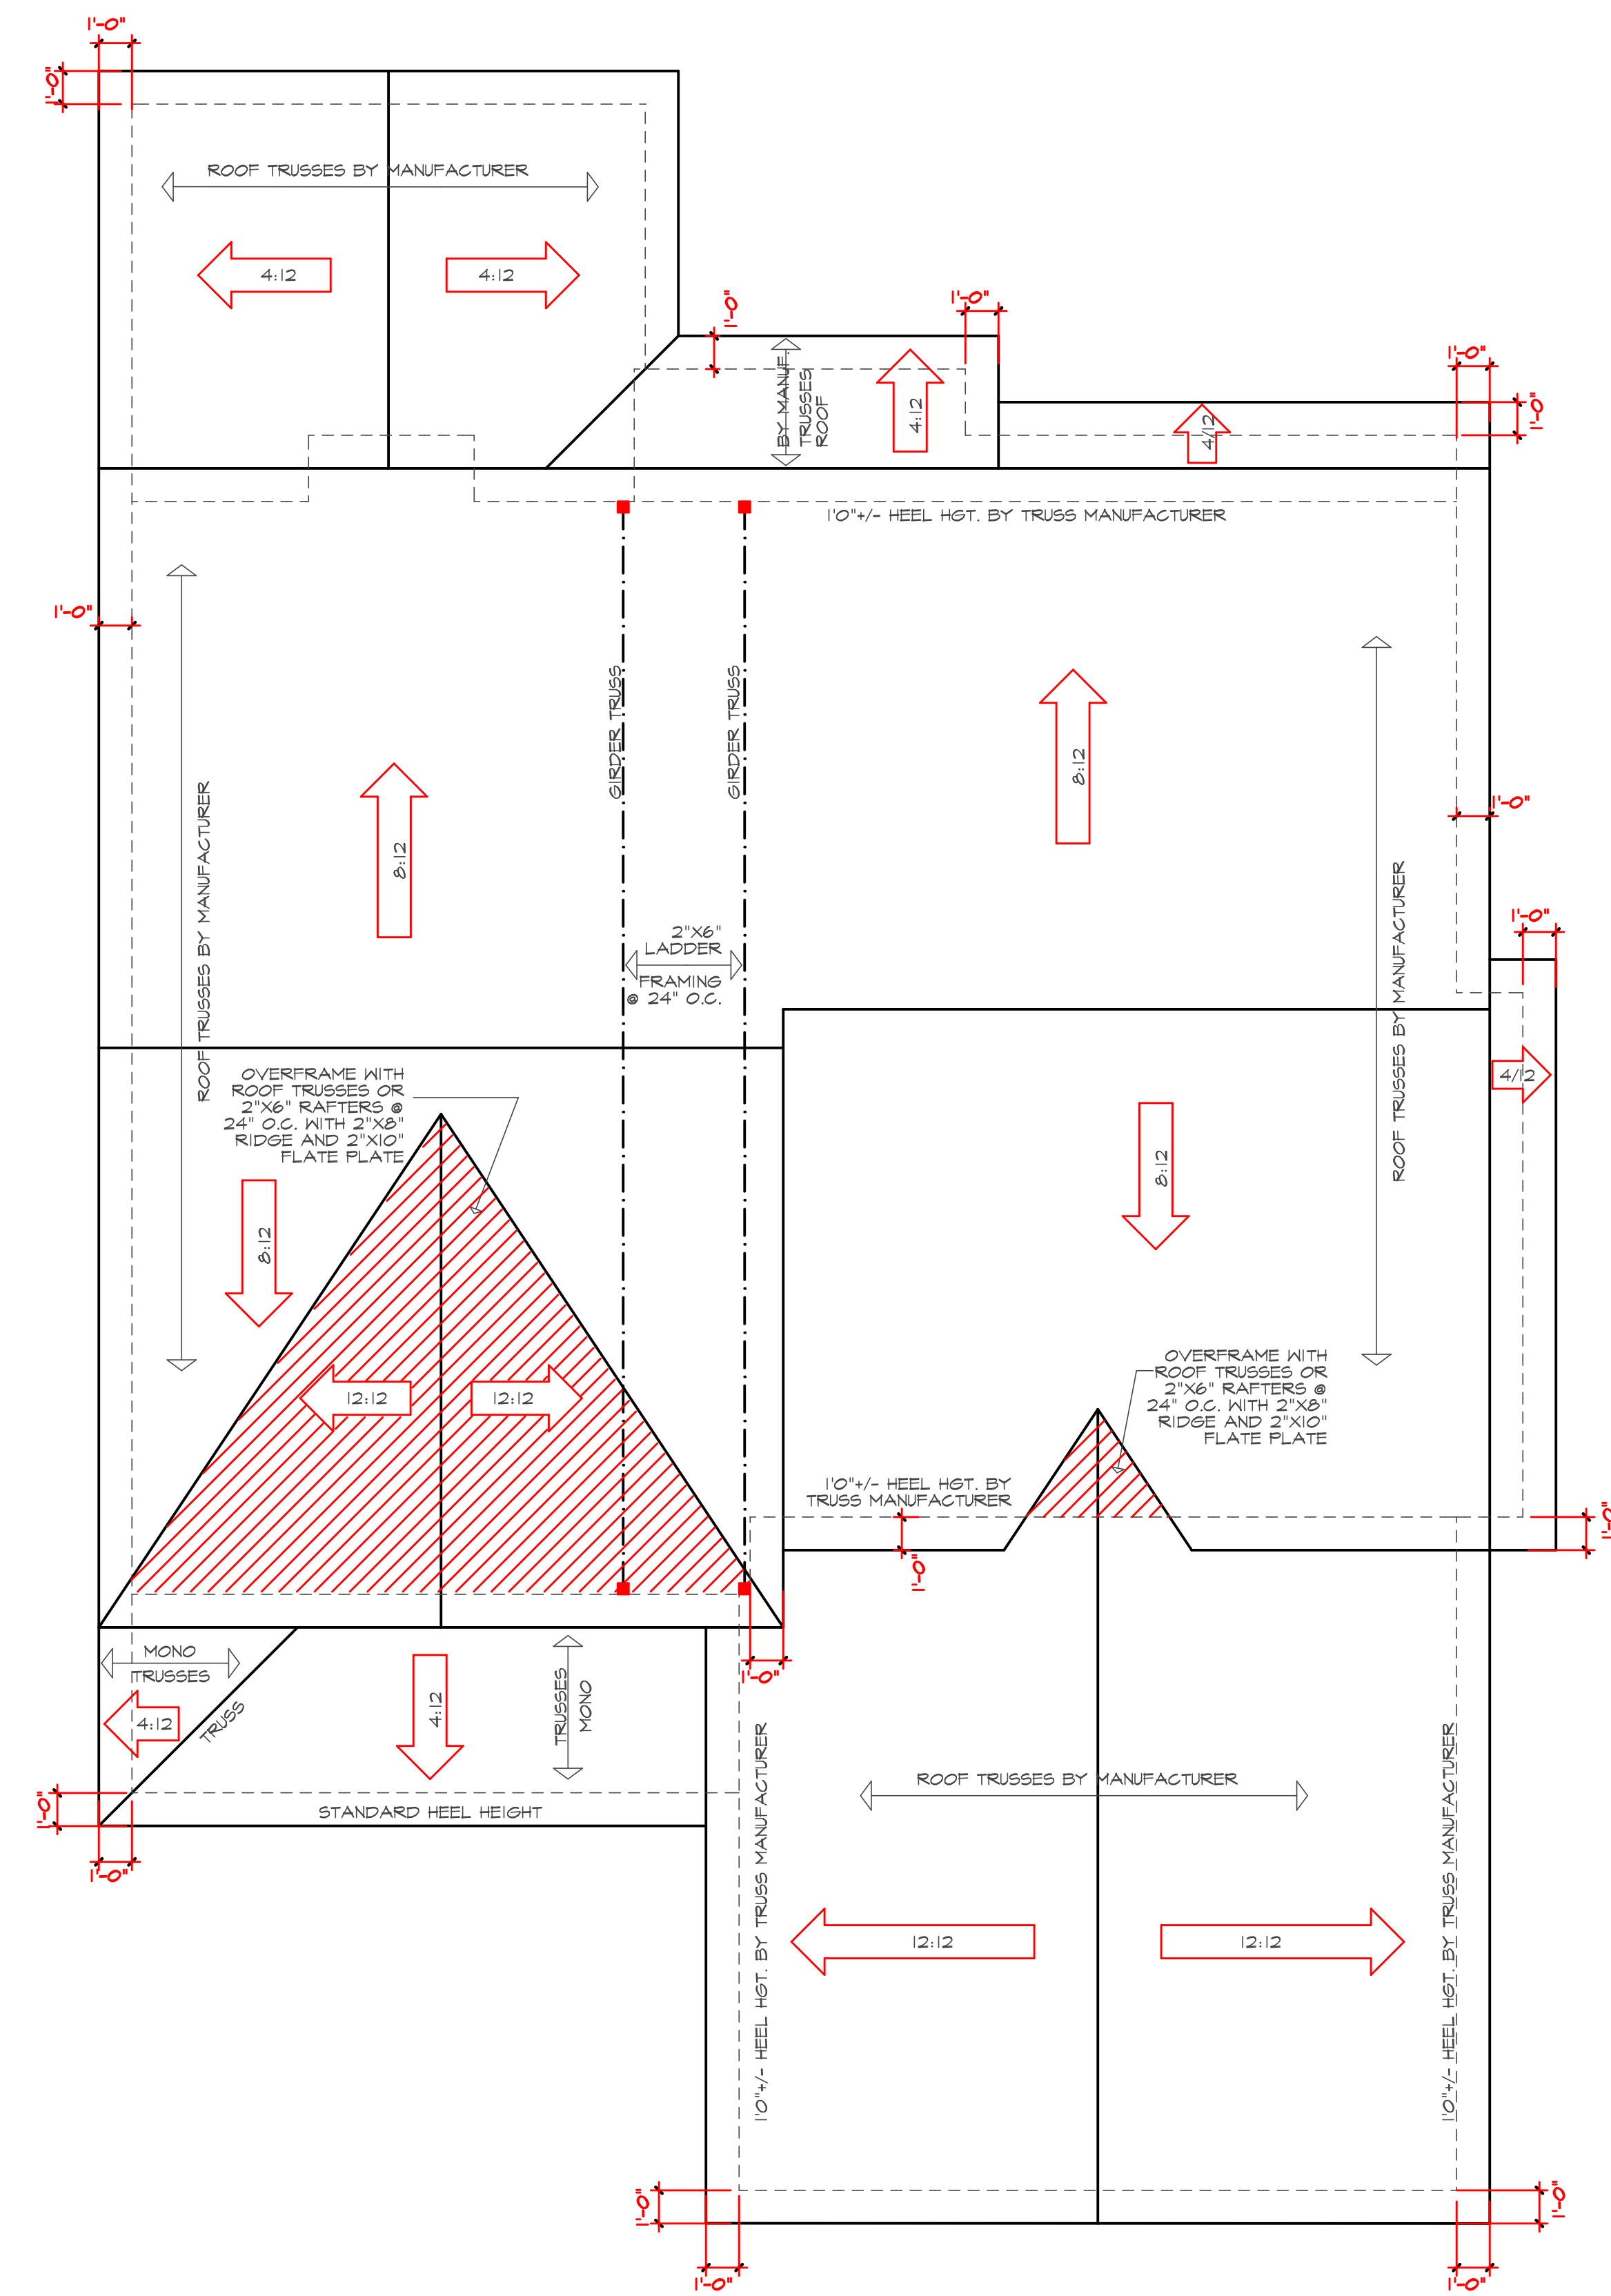 1'-0"
1'-0"
ROOF TRUSSES BY MANUFACTURER
4:12
4:12
1'-0"
1'-0"
1'-0"
1'-0"
ROOF
TRUSSES
BY MANUF.
4:12
4/12
1'0"+/- HEEL HGT. BY TRUSS MANUFACTURER
1'-0"
GIRDER TRUSS
GIRDER TRUSS
8:12
8:12
1'-0"
ROOF TRUSSES BY MANUFACTURER
ROOF TRUSSES BY MANUFACTURER
2"X6"
LADDER
FRAMING
@ 24" O.C.
1'-0"
4/12
OVERFRAME WITH
ROOF TRUSSES OR
2"X6" RAFTERS @
24" O.C. WITH 2"X8"
RIDGE AND 2"X10"
FLATE PLATE
8:12
8:12
12:12
12:12
OVERFRAME WITH
ROOF TRUSSES OR
2"X6" RAFTERS @
24" O.C. WITH 2"X8"
RIDGE AND 2"X10"
FLATE PLATE
1'0"+/- HEEL HGT. BY
TRUSS MANUFACTURER
1'-0"
1'-0"
MONO
TRUSSES
4:12
TRUSS
4:12
TRUSSES
MONO
1'-0"
1'-0"
STANDARD HEEL HEIGHT
1'-0"
ROOF TRUSSES BY MANUFACTURER
1'0"+/- HEEL HGT. BY TRUSS MANUFACTURER
1'0"+/- HEEL HGT. BY TRUSS MANUFACTURER
12:12
12:12
1'-0"
1'-0"
1'-0"
1'-0"